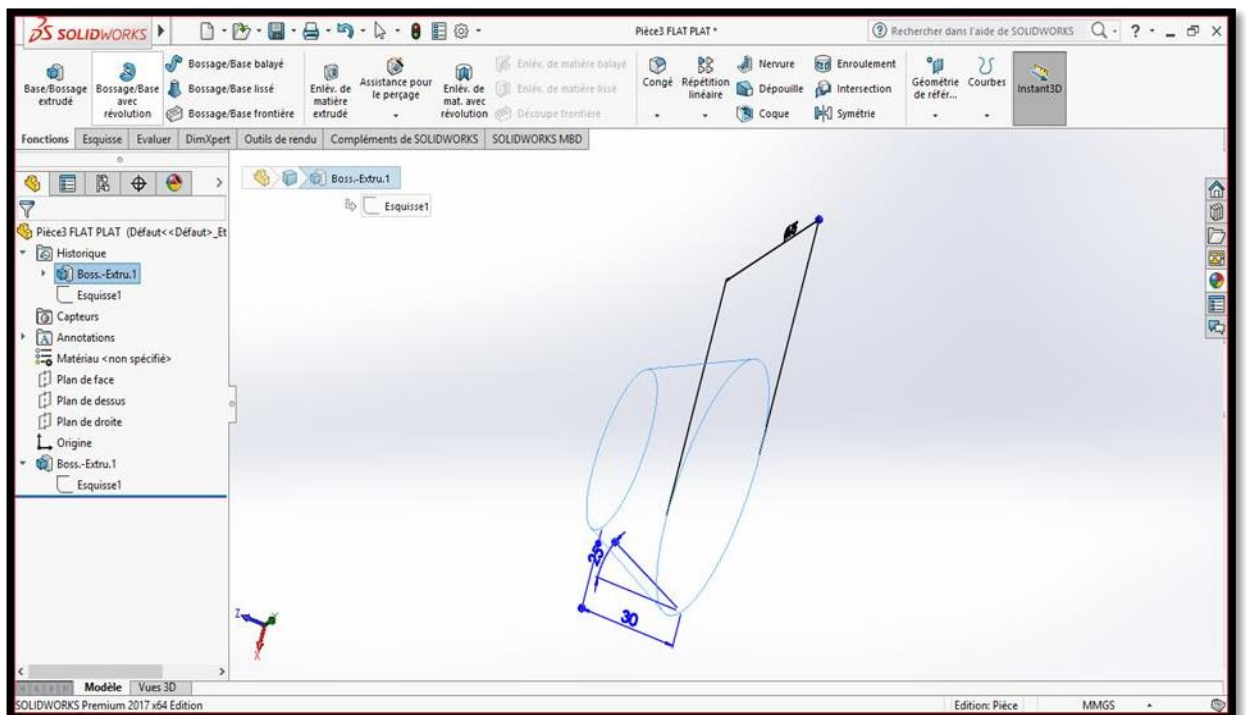 SOLIDWORKS
Pièce3 FLAT PLAT *
Rechercher dans l'aide de SOLIDWORKS
?
Base/Bossage extrudé
Bossage/Base avec révolution
Bossage/Base balayé
Bossage/Base lissé
Bossage/Base frontière
Enlèv. de matière extrudé
Assistance pour le perçage
Enlèv. de mat. avec révolution
Enlèv. de matière balayé
Enlèv. de matière lissé
Découpe frontière
Congé
Répétition linéaire
Nervure
Dépouille
Coque
Enroulement
Intersection
Symétrie
Géométrie de référ...
Courbes
Instant3D
Fonctions Esquisse Evaluer DimXpert Outils de rendu Compléments de SOLIDWORKS SOLIDWORKS MBD
Boss.-Extru.1
Esquisse1
Pièce3 FLAT PLAT (Défaut<<Défaut>_Et
Historique
Boss.-Extru.1
Esquisse1
Capteurs
Annotations
Matériau <non spécifié>
Plan de face
Plan de dessus
Plan de droite
Origine
Boss.-Extru.1
Esquisse1
25°
30
Z
X
Modèle Vues 3D
SOLIDWORKS Premium 2017 x64 Edition
Edition: Pièce
MMGS